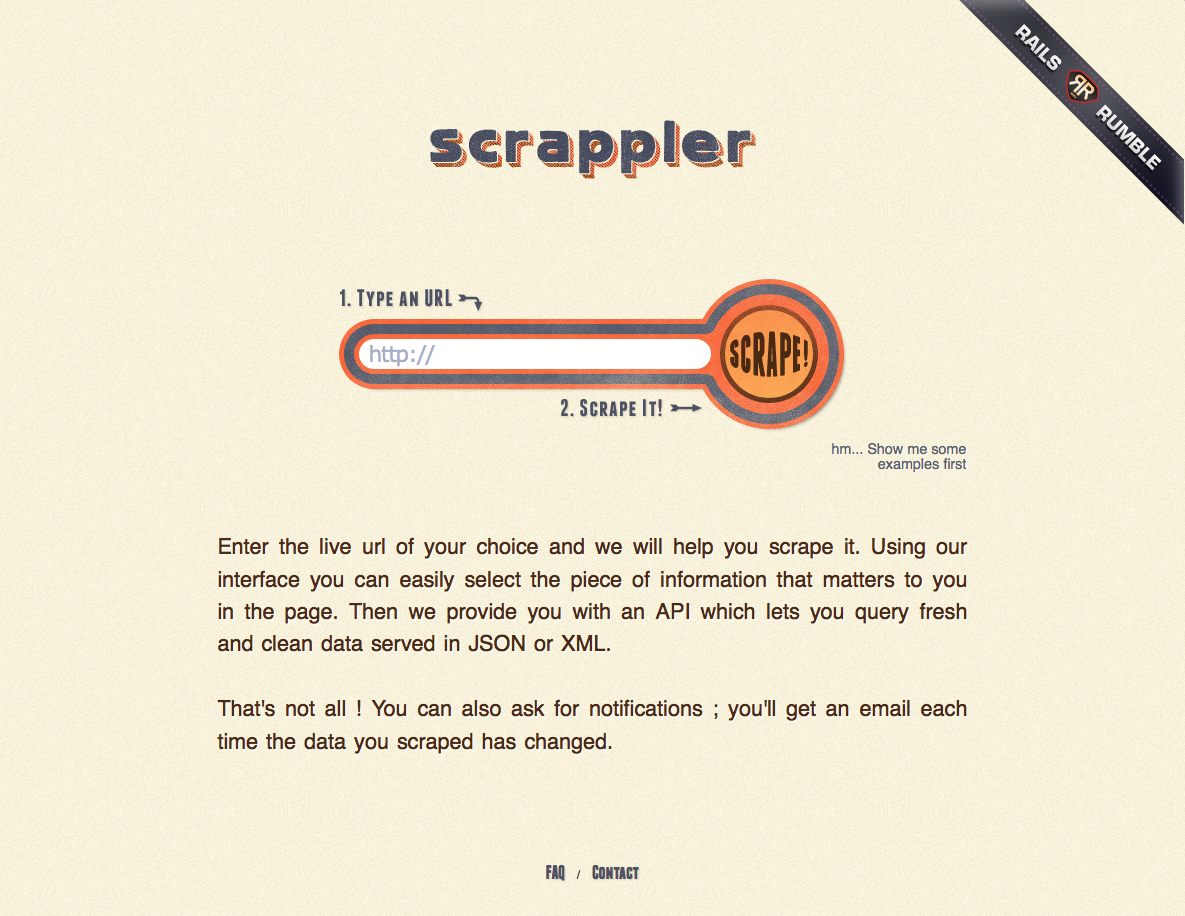 RAILS RR RUMBLE
scrappler
1. Type an URL
http://
SCRAPE!
2. Scrape It!
hm... Show me some
examples first
Enter the live url of your choice and we will help you scrape it. Using our
interface you can easily select the piece of information that matters to you
in the page. Then we provide you with an API which lets you query fresh
and clean data served in JSON or XML.
That's not all ! You can also ask for notifications ; you'll get an email each
time the data you scraped has changed.
FAQ / Contact